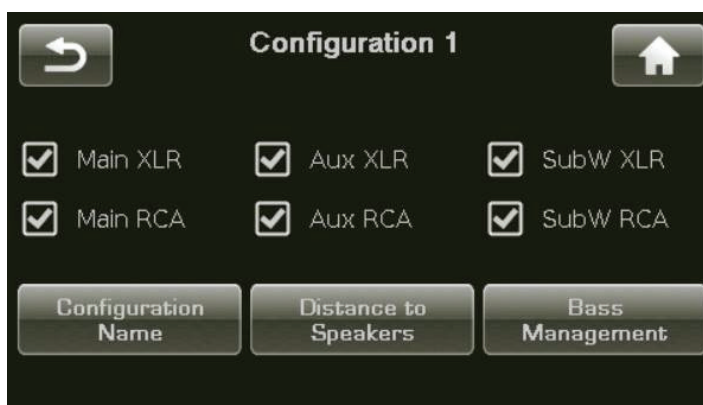 Configuration 1
Main XLR
Aux XLR
SubW XLR
Main RCA
Aux RCA
SubW RCA
Configuration
Name
Distance to
Speakers
Bass
Management